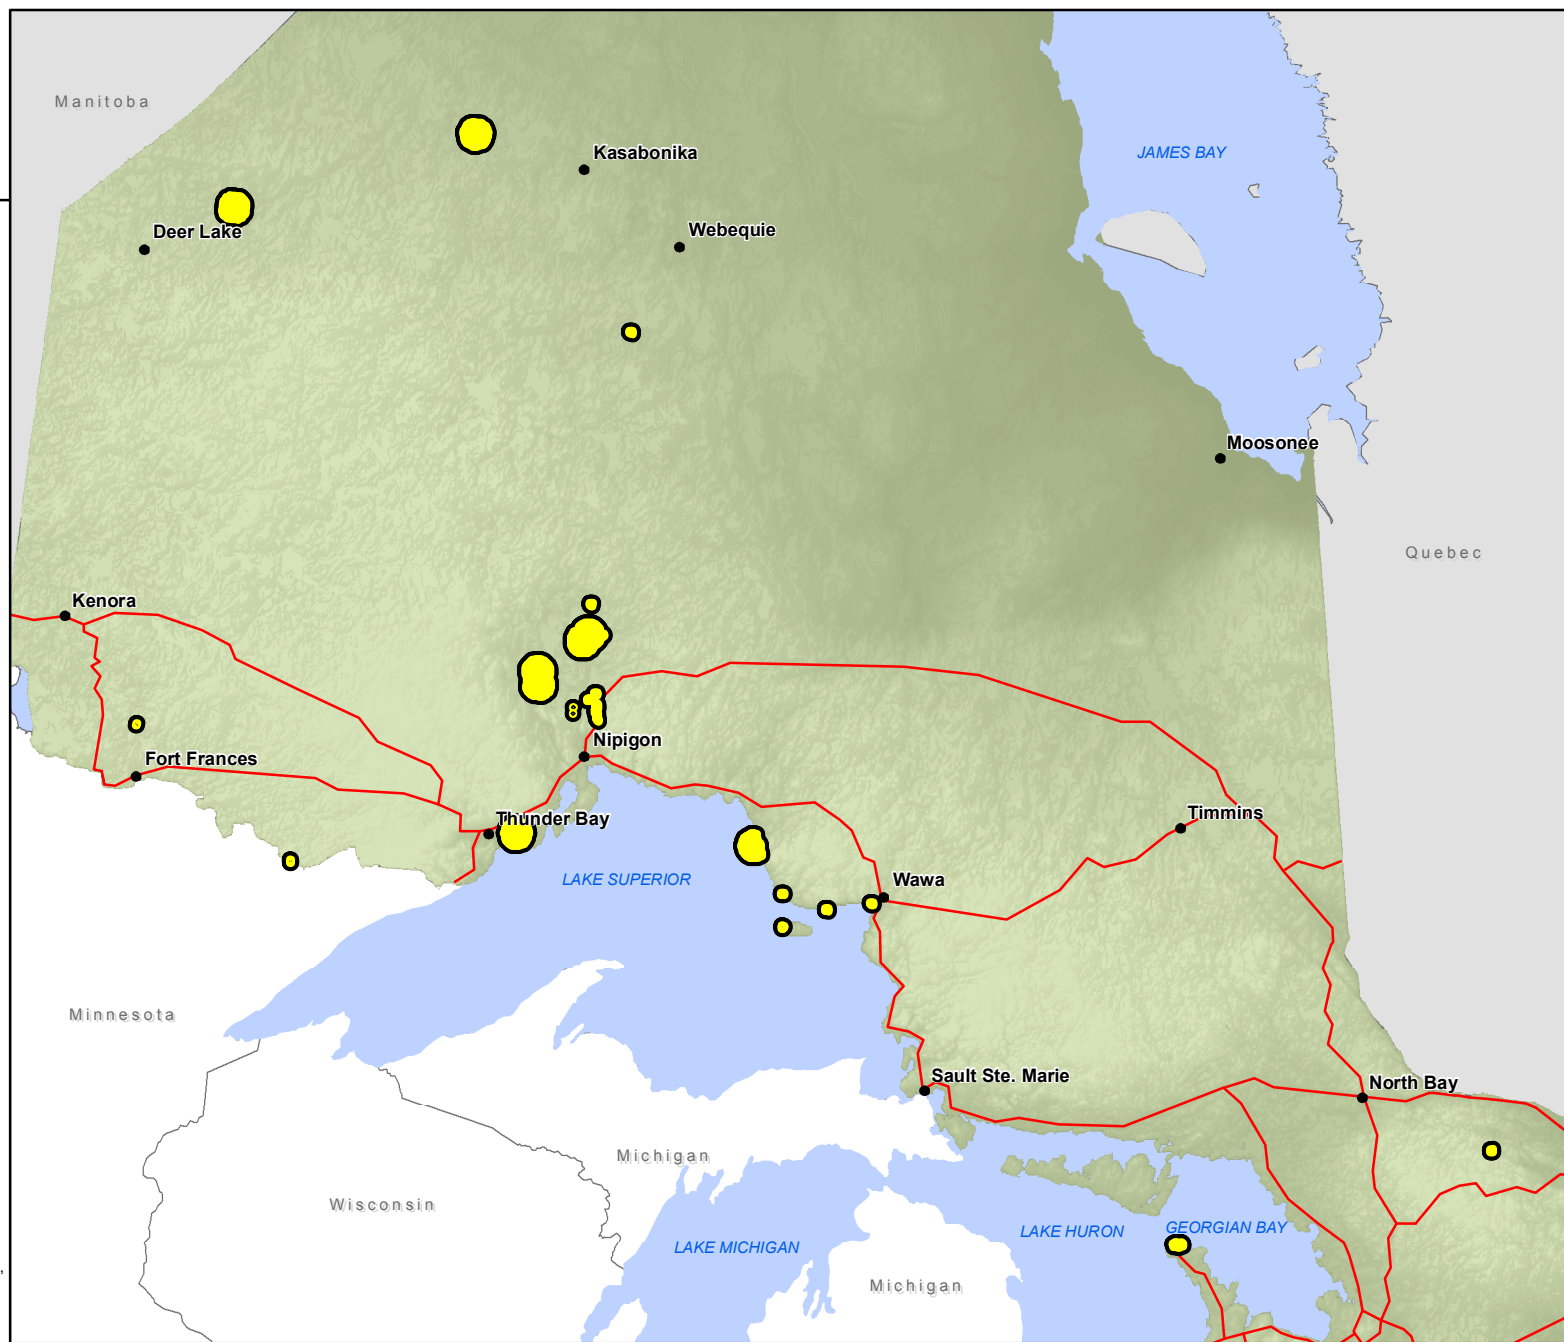 Manitoba
Kasabonika
JAMES BAY
Deer Lake
Webequie
Moosonee
Quebec
Kenora
Nipigon
Fort Frances
Thunder Bay
Timmins
LAKE SUPERIOR
Wawa
Minnesota
Sault Ste. Marie
North Bay
Michigan
Wisconsin
LAKE HURON
GEORGIAN BAY
LAKE MICHIGAN
Michigan
,